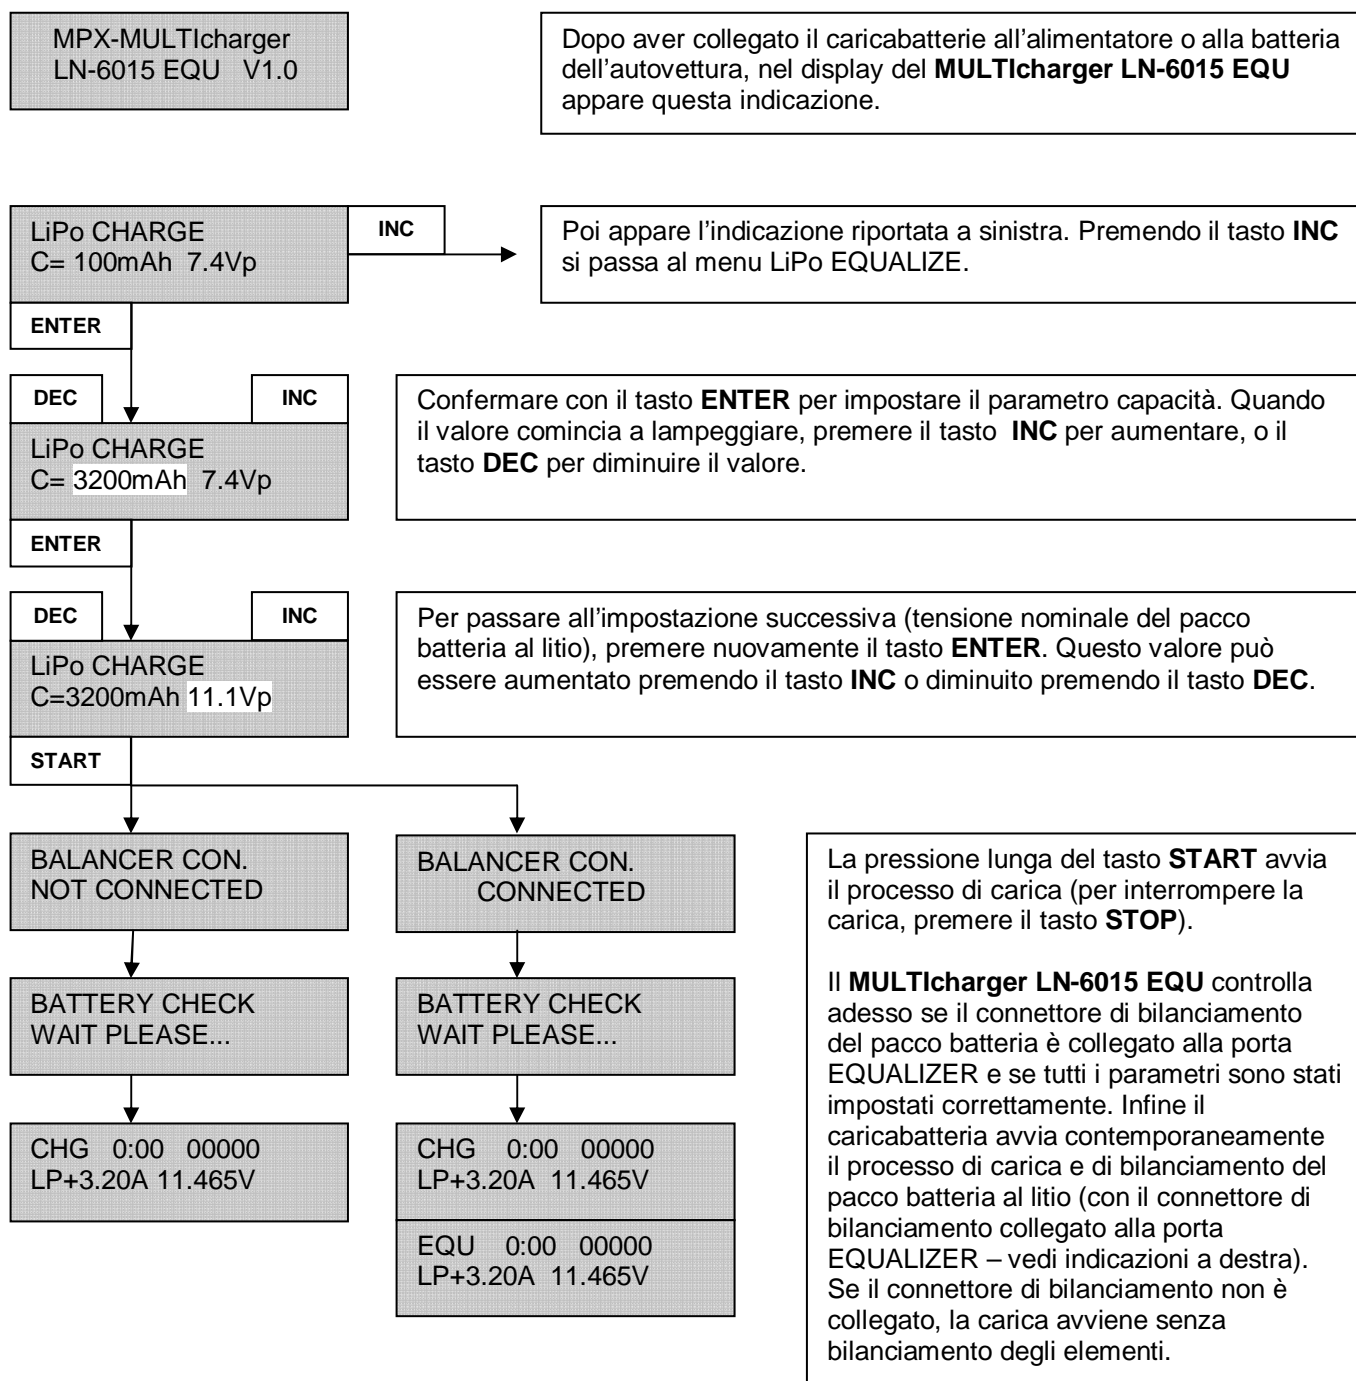 MPX-MULTIcharger
LN-6015 EQU V1.0
Dopo aver collegato il caricabatterie all'alimentatore o alla batteria
dell'autovettura, nel display del MULTIcharger LN-6015 EQU
appare questa indicazione.
LiPo CHARGE
C= 100mAh 7.4Vp
INC
Poi appare l'indicazione riportata a sinistra. Premendo il tasto INC
si passa al menu LiPo EQUALIZE.
ENTER
DEC
INC
LiPo CHARGE
C= 3200mAh 7.4Vp
Confermare con il tasto ENTER per impostare il parametro capacità. Quando
il valore comincia a lampeggiare, premere il tasto INC per aumentare, o il
tasto DEC per diminuire il valore.
ENTER
DEC
INC
LiPo CHARGE
C=3200mAh 11.1Vp
Per passare all'impostazione successiva (tensione nominale del pacco
batteria al litio), premere nuovamente il tasto ENTER. Questo valore può
essere aumentato premendo il tasto INC o diminuito premendo il tasto DEC.
START
BALANCER CON.
NOT CONNECTED
BATTERY CHECK
WAIT PLEASE...
CHG 0:00 00000
LP+3.20A 11.465V
BALANCER CON.
CONNECTED
BATTERY CHECK
WAIT PLEASE...
CHG 0:00 00000
LP+3.20A 11.465V
EQU 0:00 00000
LP+3.20A 11.465V
La pressione lunga del tasto START avvia
il processo di carica (per interrompere la
carica, premere il tasto STOP).
Il MULTIcharger LN-6015 EQU controlla
adesso se il connettore di bilanciamento
del pacco batteria è collegato alla porta
EQUALIZER e se tutti i parametri sono stati
impostati correttamente. Infine il
caricabatteria avvia contemporaneamente
il processo di carica e di bilanciamento del
pacco batteria al litio (con il connettore di
bilanciamento collegato alla porta
EQUALIZER – vedi indicazioni a destra).
Se il connettore di bilanciamento non è
collegato, la carica avviene senza
bilanciamento degli elementi.